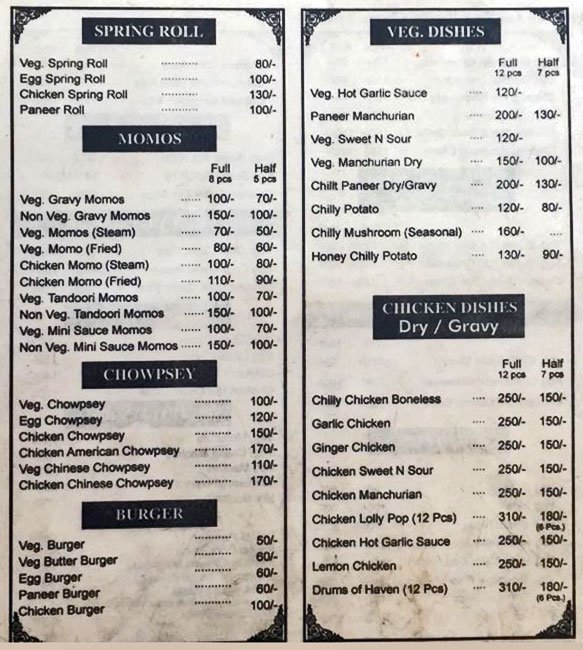 SPRING ROLL
Veg. Spring Roll .......... 80/-
Egg Spring Roll .......... 100/-
Chicken Spring Roll .......... 130/-
Paneer Roll .......... 100/-
MOMOS
Full Half
8 pcs 5 pcs
Veg. Gravy Momos ...... 100/- 70/-
Non Veg. Gravy Momos ...... 150/- 100/-
Veg. Momos (Steam) ...... 70/- 50/-
Veg. Momo (Fried) ...... 80/- 60/-
Chicken Momo (Steam) ...... 100/- 80/-
Chicken Momo (Fried) ...... 110/- 90/-
Veg. Tandoori Momos ...... 100/- 70/-
Non Veg. Tandoori Momos ...... 150/- 100/-
Veg. Mini Sauce Momos ...... 100/- 70/-
Non Veg. Mini Sauce Momos ...... 150/- 100/-
CHOWPSEY
Veg. Chowpsey .......... 100/-
Egg Chowpsey .......... 120/-
Chicken Chowpsey .......... 150/-
Chicken American Chowpsey .......... 170/-
Veg Chinese Chowpsey .......... 110/-
Chicken Chinese Chowpsey .......... 170/-
BURGER
Veg. Burger .......... 50/-
Veg Butter Burger .......... 60/-
Egg Burger .......... 60/-
Paneer Burger .......... 60/-
Chicken Burger .......... 100/-
VEG. DISHES
Full Half
12 pcs 7 pcs
Veg. Hot Garlic Sauce .... 120/-
Paneer Manchurian .... 200/- 130/-
Veg. Sweet N Sour .... 120/-
Veg. Manchurian Dry .... 150/- 100/-
Chillt Paneer Dry/Gravy .... 200/- 130/-
Chilly Potato .... 120/- 80/-
Chilly Mushroom (Seasonal) .... 160/- ....
Honey Chilly Potato .... 130/- 90/-
CHICKEN DISHES
Dry / Gravy
Full Half
12 pcs 7 pcs
Chilly Chicken Boneless .... 250/- 150/-
Garlic Chicken .... 250/- 150/-
Ginger Chicken .... 250/- 150/-
Chicken Sweet N Sour .... 250/- 150/-
Chicken Manchurian .... 250/- 150/-
Chicken Lolly Pop (12 Pcs) .... 310/- 180/-
(6 Pcs.)
Chicken Hot Garlic Sauce .... 250/- 150/-
Lemon Chicken .... 250/- 150/-
Drums of Haven (12 Pcs) .... 310/- 180/-
(6 Pcs.)